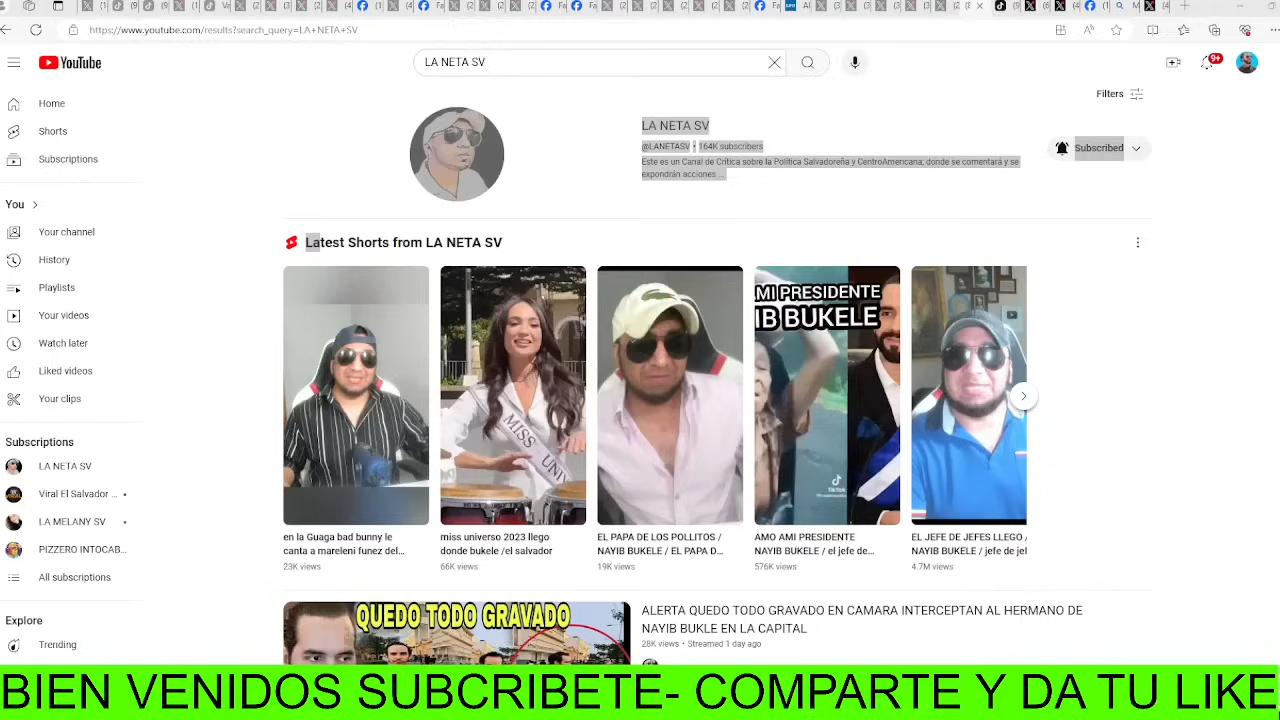 https://www.youtube.com/results?search_query=LA+NETA+SV
YouTube
LA NETA SV
9+
Home
Shorts
Subscriptions
You
Your channel
History
Playlists
Your videos
Watch later
Liked videos
Your clips
Subscriptions
LA NETA SV
Viral El Salvador ...
LA MELANY SV
PIZZERO INTOCAB...
All subscriptions
Explore
Trending
Filters
LA NETA SV
@LANETASV • 164K subscribers
Este es un Canal de Crítica sobre la Política Salvadoreña y CentroAmericana; donde se comentará y se
expondrán acciones ...
Subscribed
Latest Shorts from LA NETA SV
MISS UNI
MI PRESIDENTE
IB BUKELE
TikTok
en la Guaga bad bunny le
canta a mareleni funez del...
23K views
miss universo 2023 llego
donde bukele /el salvador
66K views
EL PAPA DE LOS POLLITOS /
NAYIB BUKELE / EL PAPA D...
19K views
AMO AMI PRESIDENTE
NAYIB BUKELE / el jefe de...
576K views
EL JEFE DE JEFES LLEGO /
NAYIB BUKELE / jefe de jef
4.7M views
QUEDO TODO GRAVADO
ALERTA QUEDO TODO GRAVADO EN CAMARA INTERCEPTAN AL HERMANO DE
NAYIB BUKLE EN LA CAPITAL
28K views • Streamed 1 day ago
BIEN VENIDOS SUBCRIBETE- COMPARTE Y DA TU LIKE,